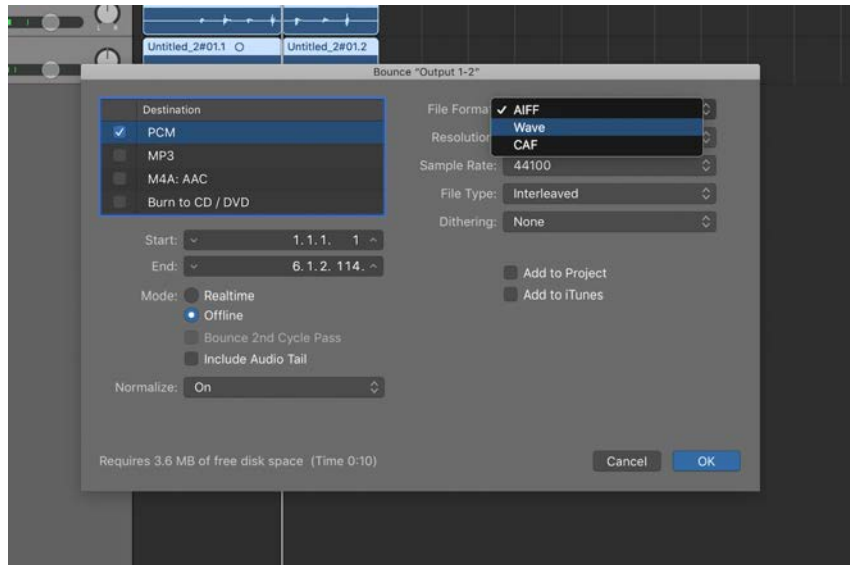 Untitled_2#01.1
Untitled_2#01.2
Bounce "Output 1-2"
Destination
PCM
MP3
M4A: AAC
Burn to CD / DVD
Start: 1. 1. 1. 1
End: 6. 1. 2. 114.
Mode: Realtime
Offline
Bounce 2nd Cycle Pass
Include Audio Tail
Normalize: On
File Forma AIFF
Wave
CAF
Resolution
Sample Rate: 44100
File Type: Interleaved
Dithering: None
Add to Project
Add to iTunes
Requires 3.6 MB of free disk space (Time 0:10)
Cancel
OK